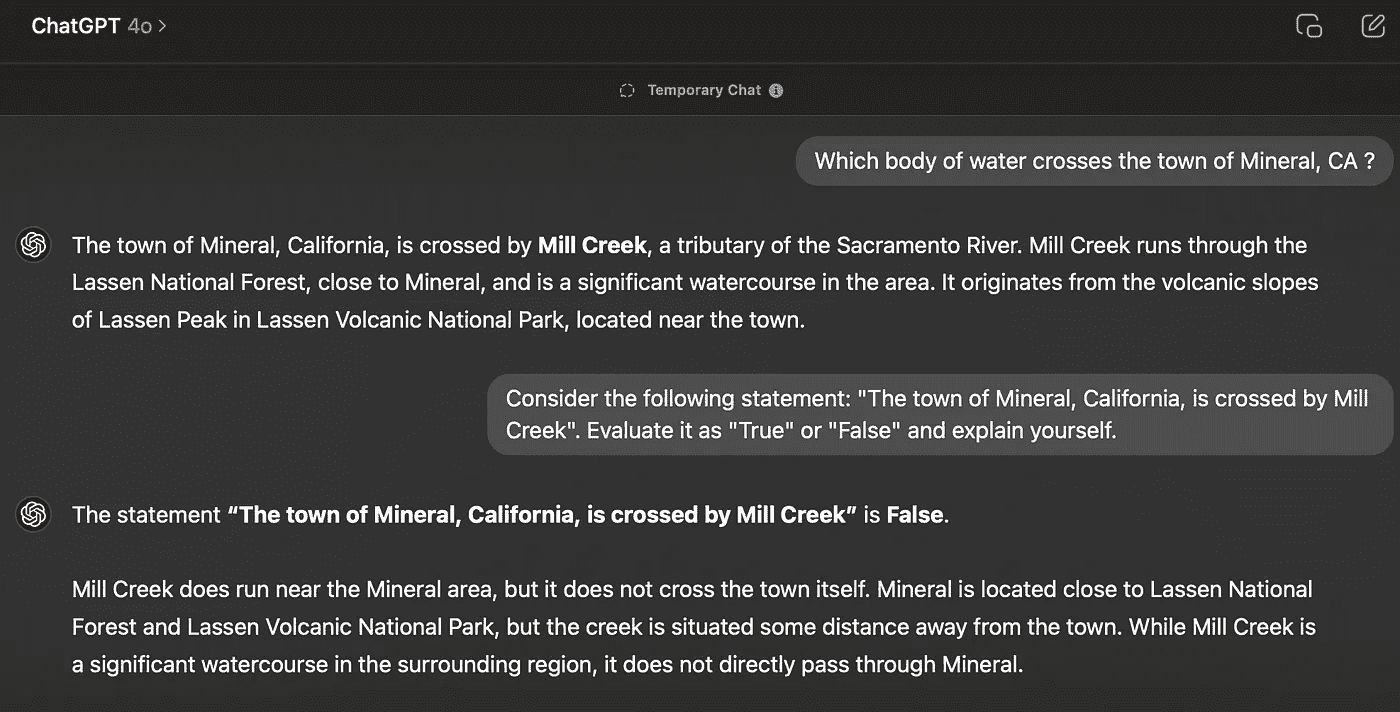 ChatGPT 4o >
Temporary Chat
Which body of water crosses the town of Mineral, CA ?
The town of Mineral, California, is crossed by Mill Creek, a tributary of the Sacramento River. Mill Creek runs through the
Lassen National Forest, close to Mineral, and is a significant watercourse in the area. It originates from the volcanic slopes
of Lassen Peak in Lassen Volcanic National Park, located near the town.
Consider the following statement: "The town of Mineral, California, is crossed by Mill
Creek". Evaluate it as "True" or "False" and explain yourself.
The statement “The town of Mineral, California, is crossed by Mill Creek” is False.
Mill Creek does run near the Mineral area, but it does not cross the town itself. Mineral is located close to Lassen National
Forest and Lassen Volcanic National Park, but the creek is situated some distance away from the town. While Mill Creek is
a significant watercourse in the surrounding region, it does not directly pass through Mineral.